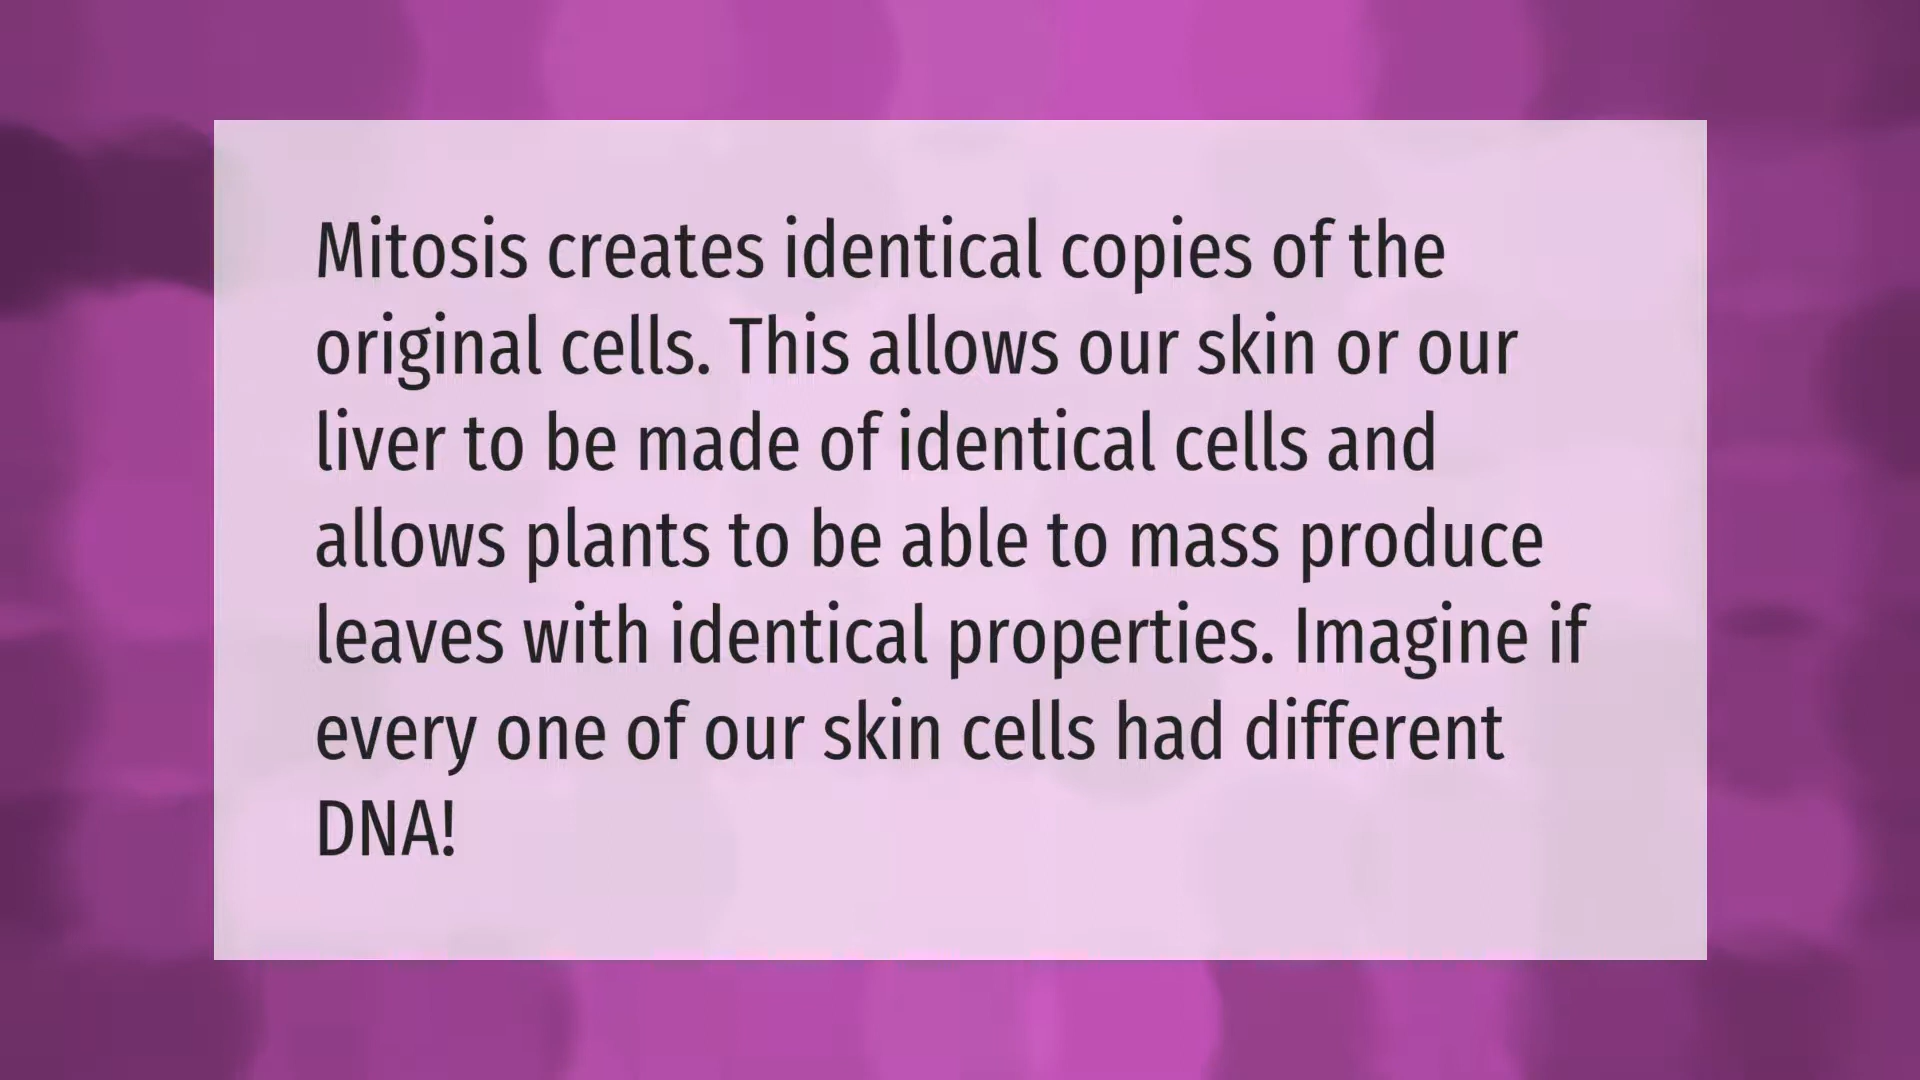 Mitosis creates identical copies of the
original cells. This allows our skin or our
liver to be made of identical cells and
allows plants to be able to mass produce
leaves with identical properties. Imagine if
every one of our skin cells had different
DNA!